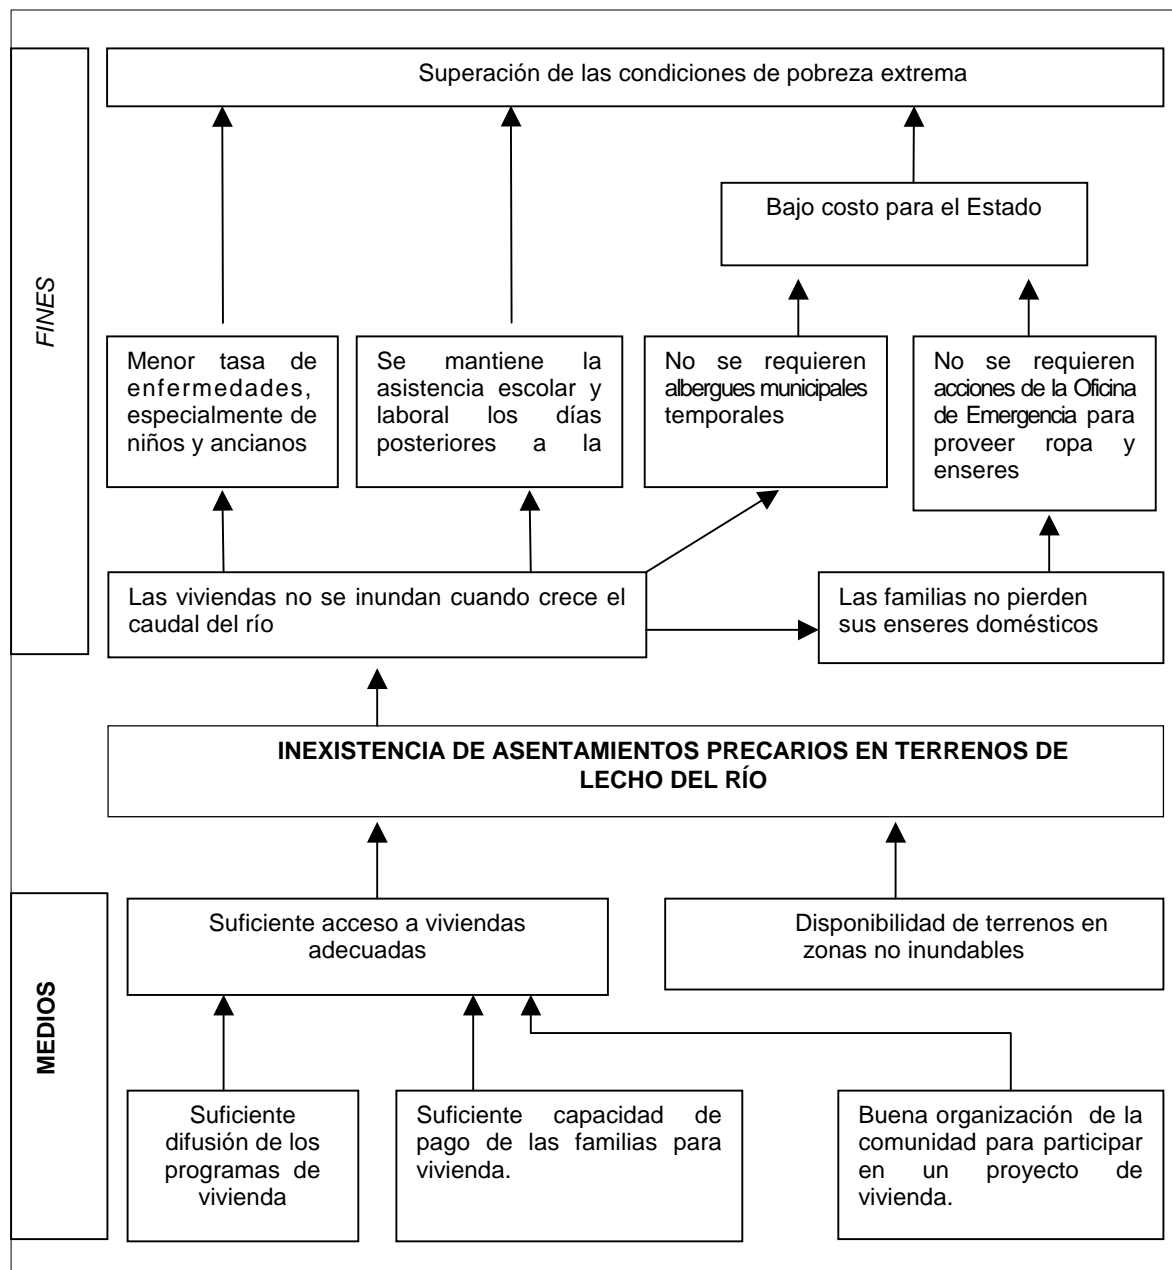 Superación de las condiciones de pobreza extrema
Bajo costo para el Estado
FINES
Menor tasa de
enfermedades,
especialmente de
niños y ancianos
Se mantiene la
asistencia escolar y
laboral los días
posteriores a la
No se requieren
albergues municipales
temporales
No se requieren
acciones de la Oficina
de Emergencia para
proveer ropa y
enseres
Las viviendas no se inundan cuando crece el
caudal del río
Las familias no pierden
sus enseres domésticos
INEXISTENCIA DE ASENTAMIENTOS PRECARIOS EN TERRENOS DE
LECHO DEL RÍO
MEDIOS
Suficiente acceso a viviendas
adecuadas
Disponibilidad de terrenos en
zonas no inundables
Suficiente
difusión de los
programas de
vivienda
Suficiente capacidad de
pago de las familias para
vivienda.
Buena organización de la
comunidad para participar
en un proyecto de
vivienda.